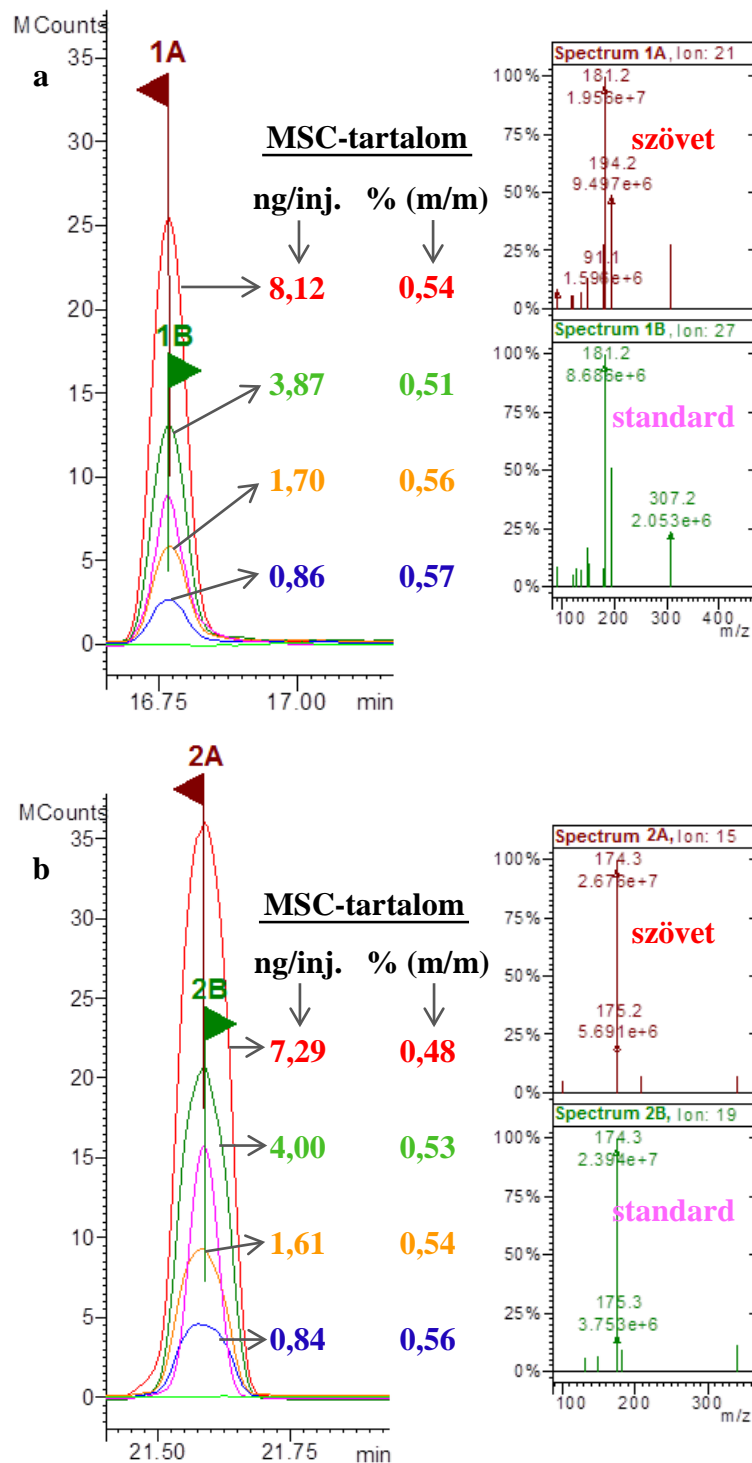 MCounts
a
35
30
25
20
15
10
5
0
16.75 17.00 min
1A
1B
MSC-tartalom
ng/inj. % (m/m)
8,12 0,54
3,87 0,51
1,70 0,56
0,86 0,57
Spectrum 1A, Ion: 21
100%
75%
50%
25%
0%
181.2
1.956e+7
szövet
194.2
9.497e+6
91.1
1.596e+6
Spectrum 1B, Ion: 27
100%
75%
50%
25%
0%
181.2
8.686e+6
standard
307.2
2.053e+6
100 200 300 400
m/z
MCounts
b
35
30
25
20
15
10
5
0
21.50 21.75 min
2A
2B
MSC-tartalom
ng/inj. % (m/m)
7,29 0,48
4,00 0,53
1,61 0,54
0,84 0,56
Spectrum 2A, Ion: 15
100%
75%
50%
25%
0%
174.3
2.676e+7
szövet
175.2
5.691e+6
Spectrum 2B, Ion: 19
100%
75%
50%
25%
0%
174.3
2.394e+7
standard
175.3
3.753e+6
100 200 300
m/z